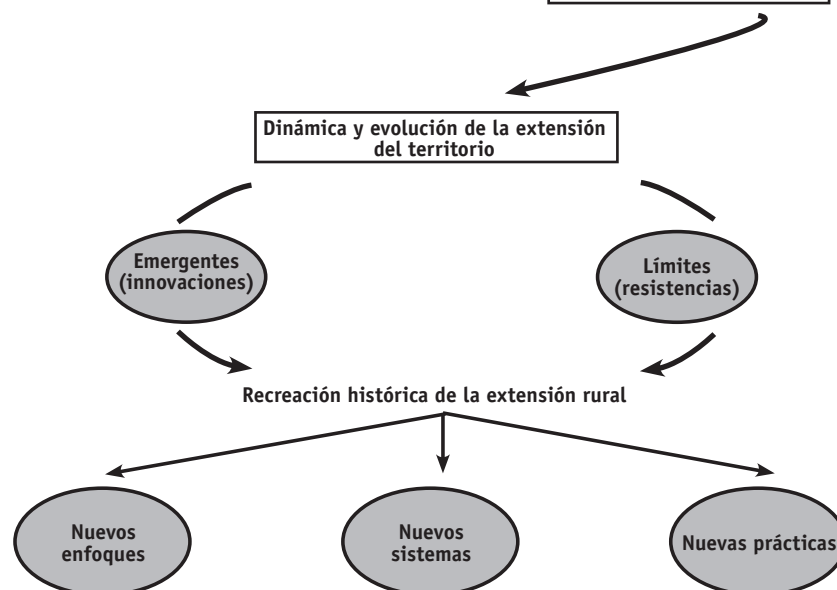 Dinámica y evolución de la extensión
del territorio
Emergentes
(innovaciones)
Límites
(resistencias)
Recreación histórica de la extensión rural
Nuevos
enfoques
Nuevos
sistemas
Nuevas prácticas